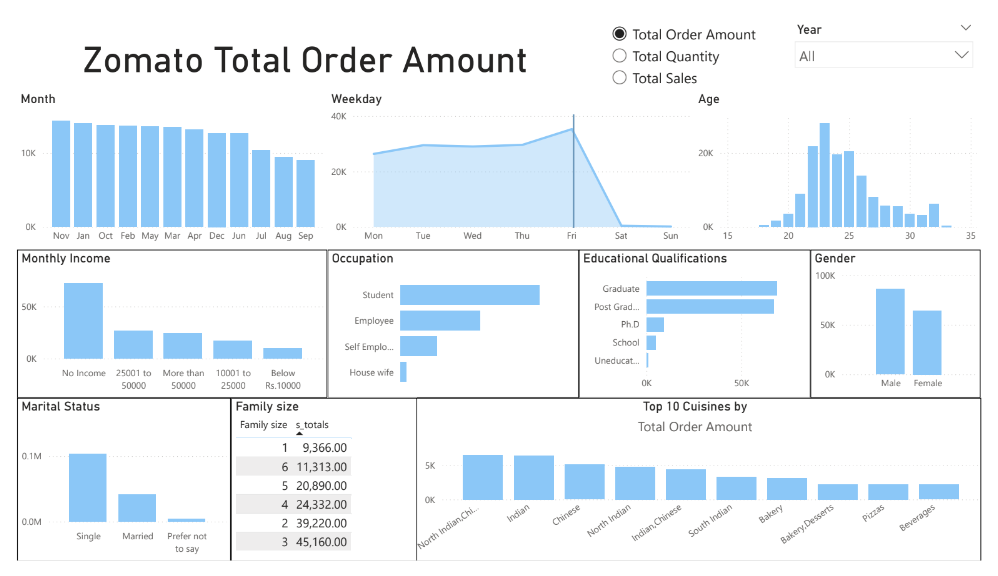 Zomato Total Order Amount
Total Order Amount
Total Quantity
Total Sales
Year
All
Month
10K
0K
Nov Jan Oct Feb May Mar Apr Dec Jun Jul Aug Sep
Weekday
40K
20K
0K
Mon Tue Wed Thu Fri Sat Sun
Age
20K
0K
15 20 25 30 35
Monthly Income
50K
0K
No Income 25001 to 50000 More than 50000 10001 to 25000 Below Rs.10000
Occupation
Student
Employee
Self Emplo...
House wife
Educational Qualifications
Graduate
Post Grad...
Ph.D
School
Uneducat...
0K 50K
Gender
100K
50K
0K
Male Female
Marital Status
0.1M
0.0M
Single Married Prefer not to say
Family size
Family size s_totals
1 9,366.00
6 11,313.00
5 20,890.00
4 24,332.00
2 39,220.00
3 45,160.00
Top 10 Cuisines by
Total Order Amount
5K
0K
North Indian,Chi... Indian Chinese North Indian Indian,Chinese South Indian Bakery Bakery,Desserts Pizzas Beverages